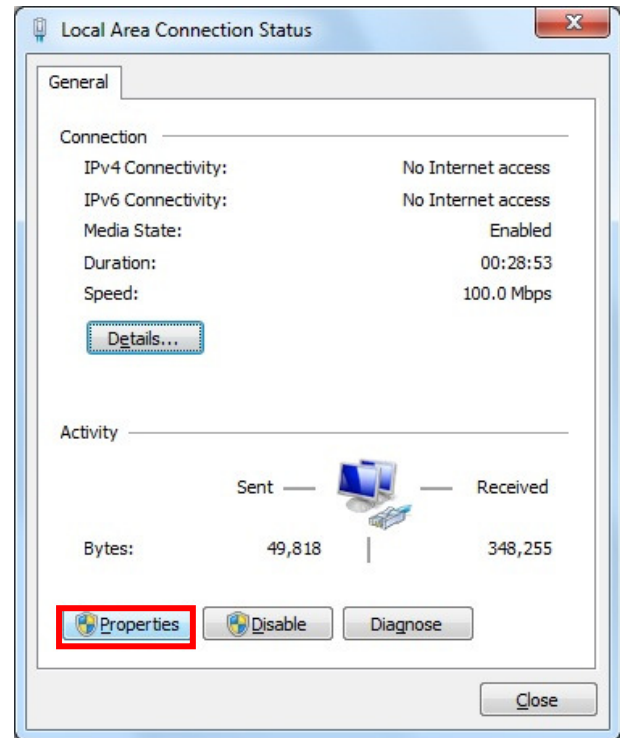 Local Area Connection Status
General
Connection
IPv4 Connectivity: No Internet access
IPv6 Connectivity: No Internet access
Media State: Enabled
Duration: 00:28:53
Speed: 100.0 Mbps
Details...
Activity
Sent Received
Bytes: 49,818 348,255
Properties Disable Diagnose
Close